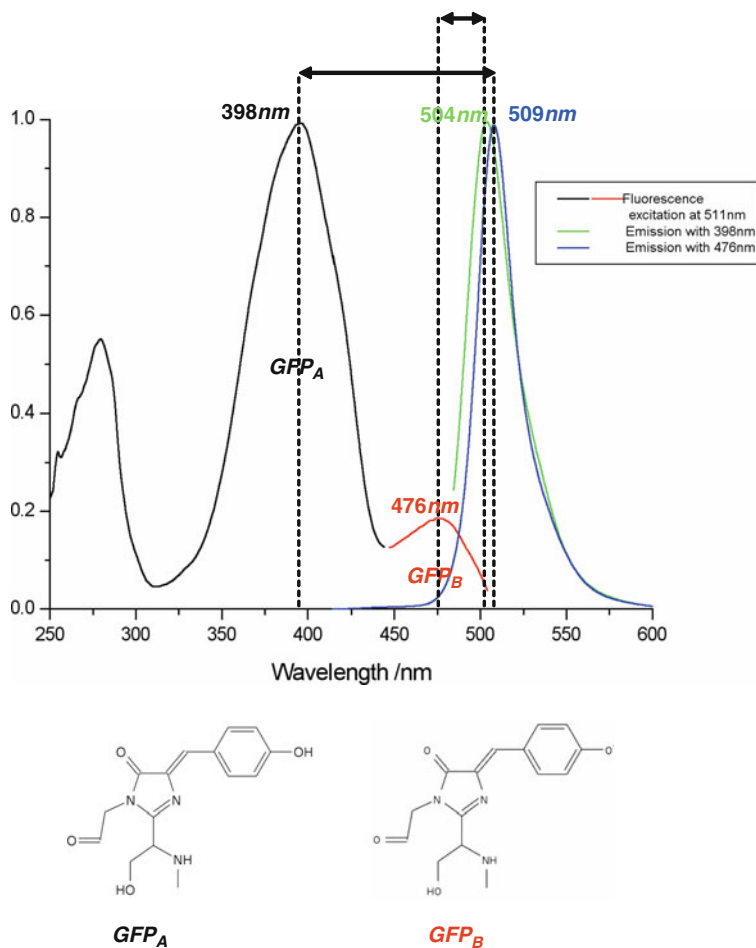 398nm
504nm
509nm
1.0
0.8
0.6
0.4
0.2
0.0
Fluorescence
excitation at 511nm
Emission with 398nm
Emission with 476nm
GFPA
476nm
GFPB
250
300
350
400
450
500
550
600
Wavelength /nm
O
OH
N
N
O
NH
HO
O
O-
N
N
O
NH
HO
GFPA
GFPB